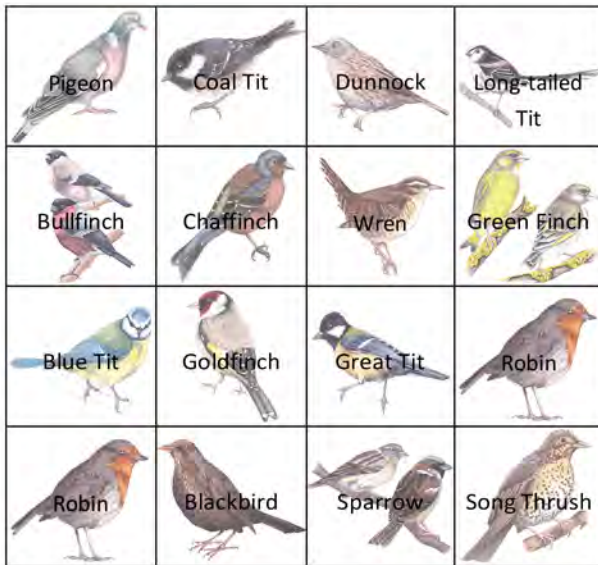 Pigeon
Coal Tit
Dunnock
Long-tailed
Tit
Bullfinch
Chaffinch
Wren
Green Finch
Blue Tit
Goldfinch
Great Tit
Robin
Robin
Blackbird
Sparrow
Song Thrush